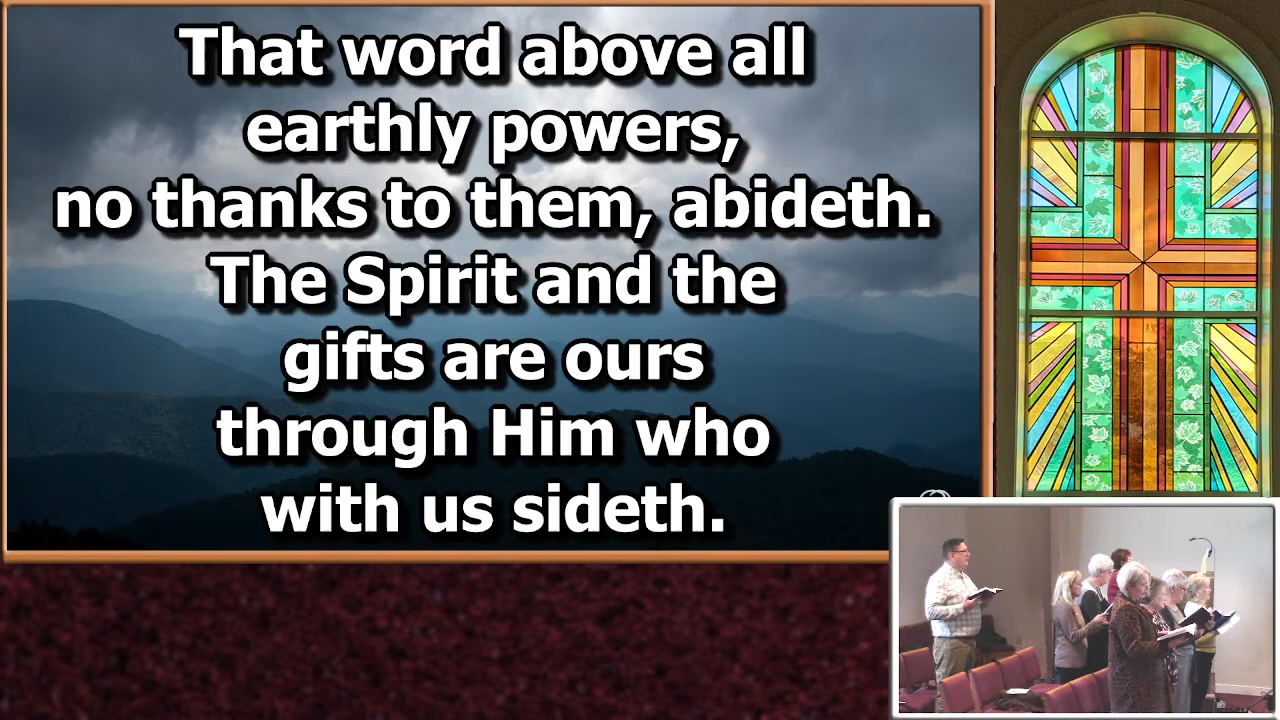 That word above all
earthly powers,
no thanks to them, abideth.
The Spirit and the
gifts are ours
through Him who
with us sideth.